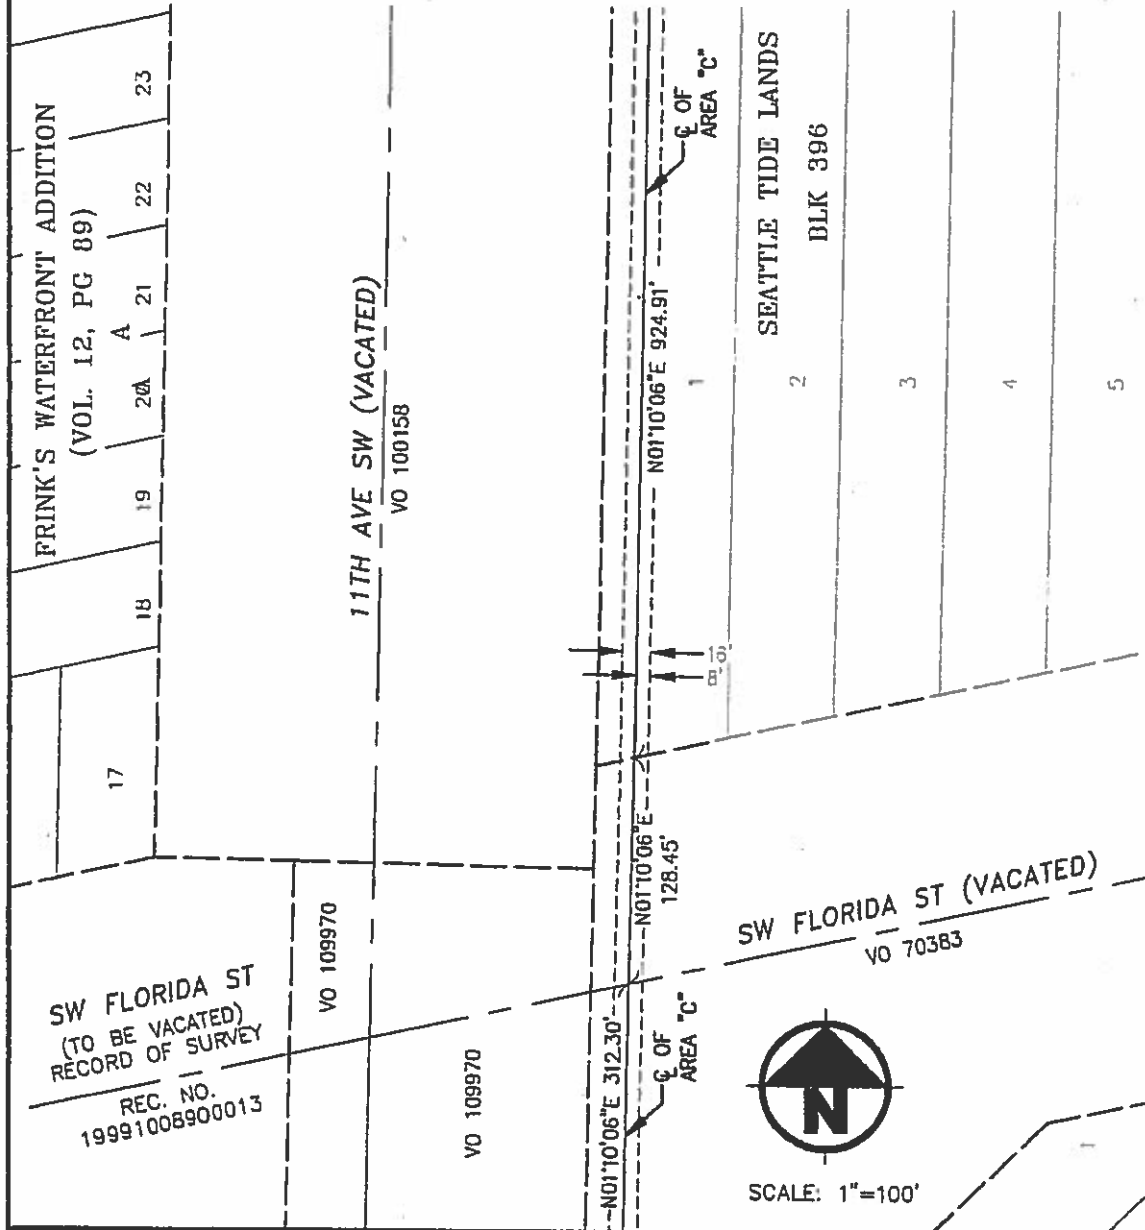 FRINK'S WATERFRONT ADDITION
(VOL. 12, PG 89)
23
22
21
A
20A
19
18
17
11TH AVE SW (VACATED)
VO 100158
℄ OF
AREA "C"
SEATTLE TIDE LANDS
BLK 396
N01°10'06"E 924.91'
1
2
3
4
5
16'
8'
N01°10'06"E
128.45'
SW FLORIDA ST (VACATED)
VO 70383
SW FLORIDA ST
(TO BE VACATED)
RECORD OF SURVEY
REC. NO.
19991008900013
VO 109970
VO 109970
N01°10'06"E 312.30'
℄ OF
AREA "C"
N
SCALE: 1"=100'
1